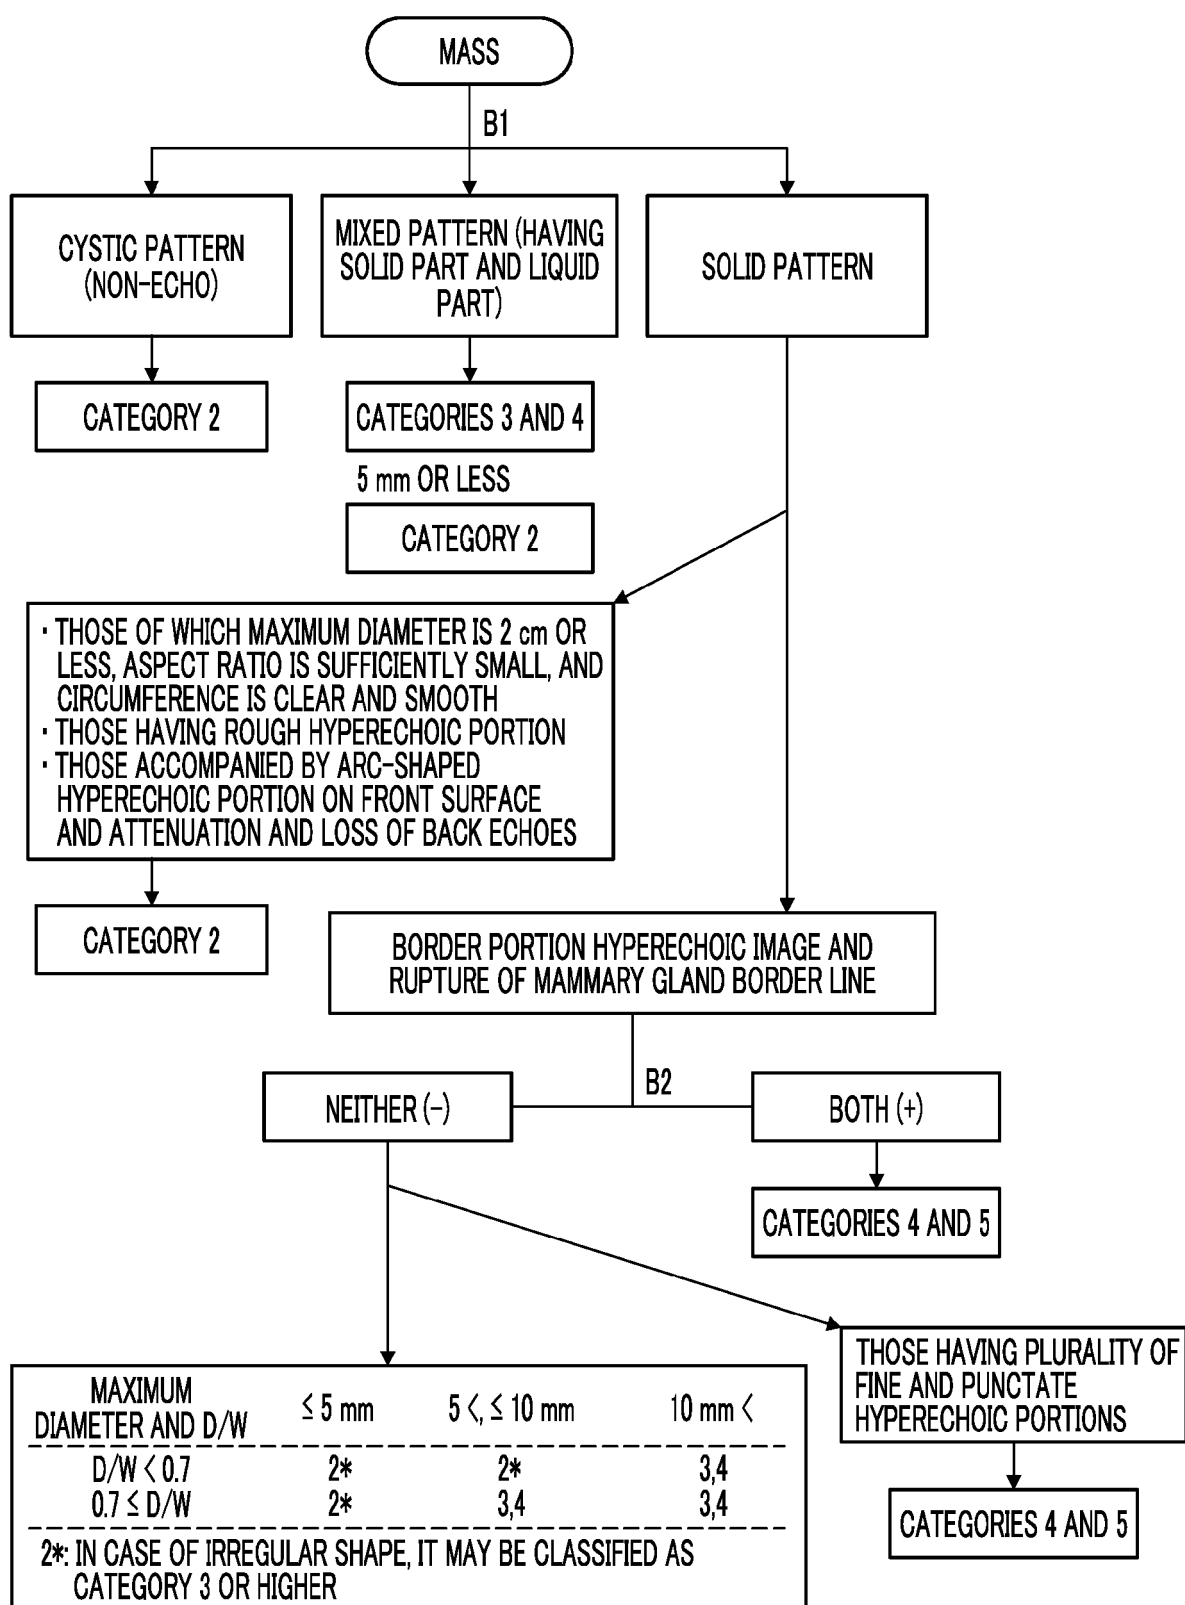 MASS
B1
CYSTIC PATTERN
(NON-ECHO)
MIXED PATTERN (HAVING
SOLID PART AND LIQUID
PART)
SOLID PATTERN
CATEGORY 2
CATEGORIES 3 AND 4
5 mm OR LESS
CATEGORY 2
· THOSE OF WHICH MAXIMUM DIAMETER IS 2 cm OR
LESS, ASPECT RATIO IS SUFFICIENTLY SMALL, AND
CIRCUMFERENCE IS CLEAR AND SMOOTH
· THOSE HAVING ROUGH HYPERECHOIC PORTION
· THOSE ACCOMPANIED BY ARC-SHAPED
HYPERECHOIC PORTION ON FRONT SURFACE
AND ATTENUATION AND LOSS OF BACK ECHOES
CATEGORY 2
BORDER PORTION HYPERECHOIC IMAGE AND
RUPTURE OF MAMMARY GLAND BORDER LINE
B2
NEITHER (-)
BOTH (+)
CATEGORIES 4 AND 5
THOSE HAVING PLURALITY OF
FINE AND PUNCTATE
HYPERECHOIC PORTIONS
CATEGORIES 4 AND 5
MAXIMUM
DIAMETER AND D/W ≤ 5 mm 5 <, ≤ 10 mm 10 mm <
D/W < 0.7 2* 2* 3,4
0.7 ≤ D/W 2* 3,4 3,4
2*: IN CASE OF IRREGULAR SHAPE, IT MAY BE CLASSIFIED AS
CATEGORY 3 OR HIGHER